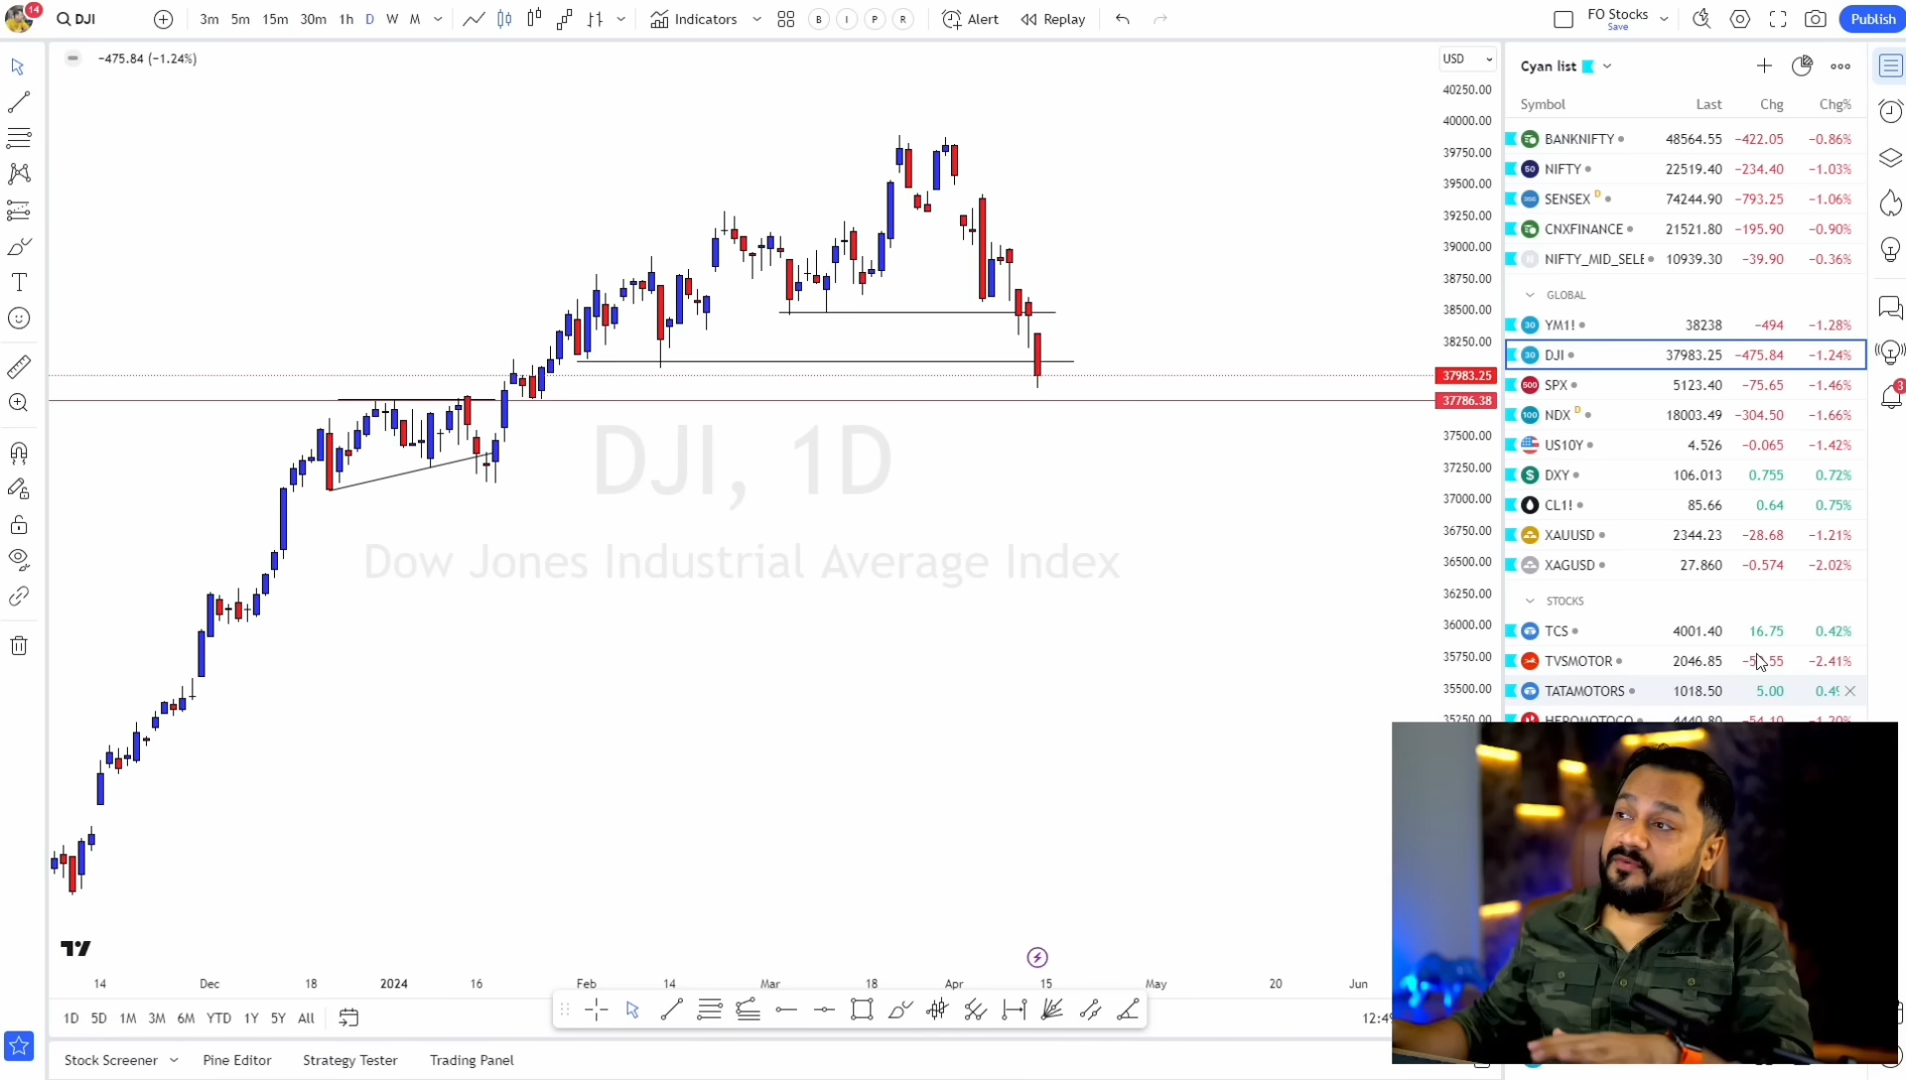 14
DJI
3m 5m 15m 30m 1h D W M
Indicators
B I P R
Alert
Replay
FO Stocks
Save
Publish
−475.84 (−1.24%)
USD
40250.00
40000.00
39750.00
39500.00
39250.00
39000.00
38750.00
38500.00
38250.00
37983.25
37786.38
37500.00
37250.00
37000.00
36750.00
36500.00
36250.00
36000.00
35750.00
35500.00
35250.00
DJI, 1D
Dow Jones Industrial Average Index
14 Dec 18 2024 16 Feb 14 Mar 18 Apr 15 May 20 Jun
1D 5D 1M 3M 6M YTD 1Y 5Y All
Stock Screener Pine Editor Strategy Tester Trading Panel
Cyan list
Symbol Last Chg Chg%
BANKNIFTY 48564.55 −422.05 −0.86%
50 NIFTY 22519.40 −234.40 −1.03%
SENSEX D 74244.90 −793.25 −1.06%
CNXFINANCE 21521.80 −195.90 −0.90%
N NIFTY_MID_SELE 10939.30 −39.90 −0.36%
GLOBAL
30 YM1! 38238 −494 −1.28%
30 DJI 37983.25 −475.84 −1.24%
500 SPX 5123.40 −75.65 −1.46%
100 NDX D 18003.49 −304.50 −1.66%
US10Y 4.526 −0.065 −1.42%
$ DXY 106.013 0.755 0.72%
CL1! 85.66 0.64 0.75%
XAUUSD 2344.23 −28.68 −1.21%
XAGUSD 27.860 −0.574 −2.02%
STOCKS
TCS 4001.40 16.75 0.42%
TVSMOTOR 2046.85 −2.41%
TATAMOTORS 1018.50 5.00
3